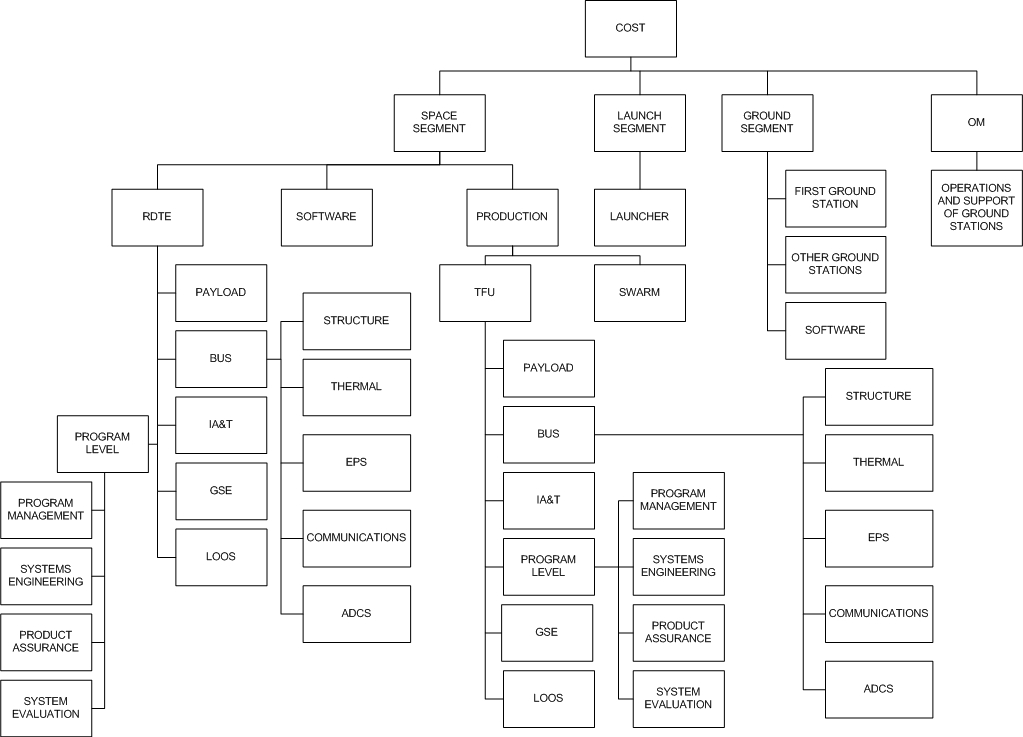 COST
SPACE
SEGMENT
LAUNCH
SEGMENT
GROUND
SEGMENT
OM
RDTE
SOFTWARE
PRODUCTION
LAUNCHER
FIRST GROUND
STATION
OPERATIONS
AND SUPPORT
OF GROUND
STATIONS
OTHER GROUND
STATIONS
SOFTWARE
TFU
SWARM
PAYLOAD
BUS
IA&T
GSE
LOOS
STRUCTURE
THERMAL
EPS
COMMUNICATIONS
ADCS
PROGRAM
LEVEL
PROGRAM
MANAGEMENT
SYSTEMS
ENGINEERING
PRODUCT
ASSURANCE
SYSTEM
EVALUATION
PAYLOAD
BUS
IA&T
PROGRAM
LEVEL
GSE
LOOS
PROGRAM
MANAGEMENT
SYSTEMS
ENGINEERING
PRODUCT
ASSURANCE
SYSTEM
EVALUATION
STRUCTURE
THERMAL
EPS
COMMUNICATIONS
ADCS